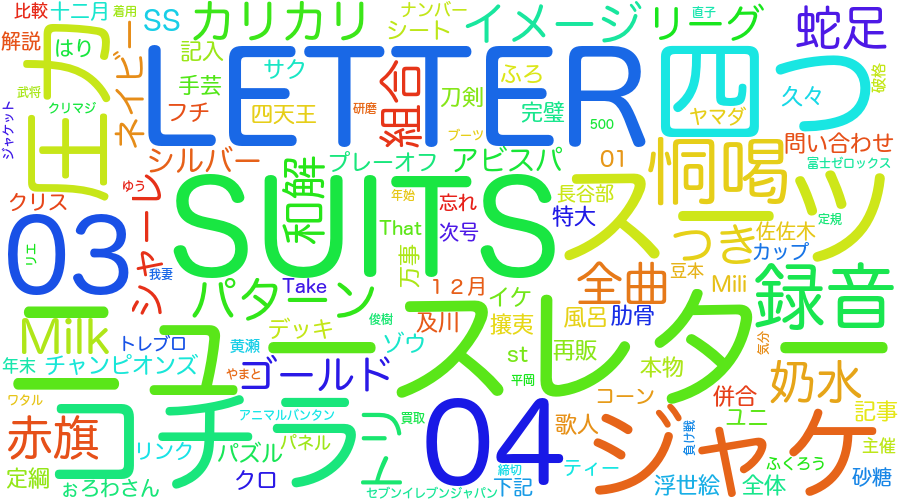 比較
十二月
SS
カリカリ
ナンバー
シート
イメージ
リーグ
直子
蛇足
着用
解説
はり
記入
サク
ふろ
破格
武将
クリマジ
圧力
ネイビー
手芸
LETTER
組合
刀剣
完璧
四つ
久々
ジャケット
フチ
四天王
研磨
ブーツ
500
ヤマダ
問い合わせ
シルバー
プレーオフ
アビスパ
01
恫喝
富士ゼロックス
クリス
ゆう
和解
年始
忘れ
長谷部
SUITS
スーツ
03
シャーレ
That
次号
特大
つき
佐佐木
定規
リエ
我妻
万事
カップ
パターン
Take
12月
イケ
全曲
豆本
Mili
録音
ニュース
スレタ
Milk
デッキ
俊樹
及川
攘夷
風呂
肋骨
トレブロ
黄瀬
ゾウ
st
再販
気分
年末
チャンピオンズ
やまと
ゴールド
平岡
本物
奶水
ワタル
コチラ
アニマルパンタン
買取
04
コーン
併合
赤旗
リンク
パズル
パネル
歌人
ジャケ
ユニ
負け戦
記事
主催
定綱
ぉろわさん
クロ
締切
下記
ティー
浮世絵
全体
ふくろう
砂糖
セブンイレブンジャパン